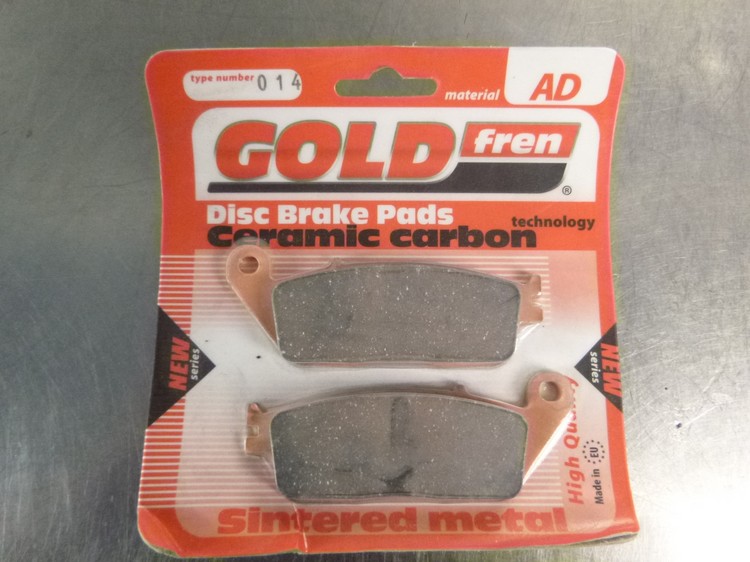 type number 014
material AD
GOLD fren ®
Disc Brake Pads
technology
Ceramic carbon
NEW series
NEW series
High Quality
Made in EU
Sintered metal